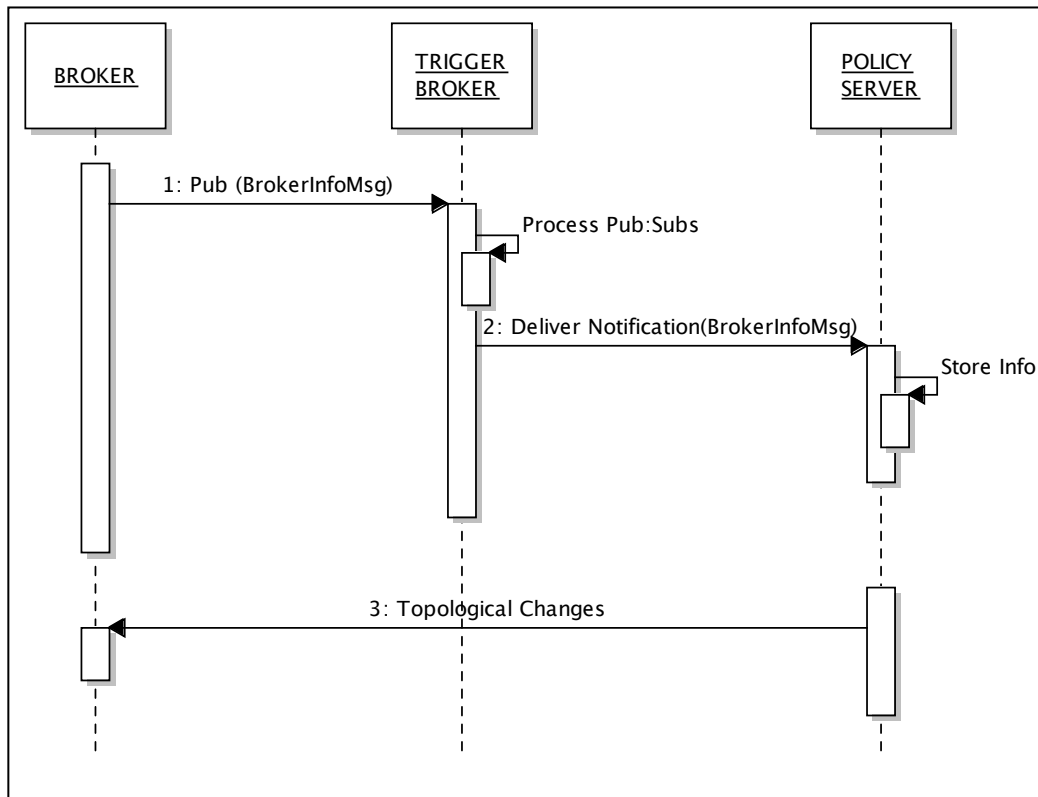 BROKER
TRIGGER
BROKER
POLICY
SERVER
1: Pub (BrokerInfoMsg)
Process Pub:Subs
2: Deliver Notification(BrokerInfoMsg)
Store Info
3: Topological Changes